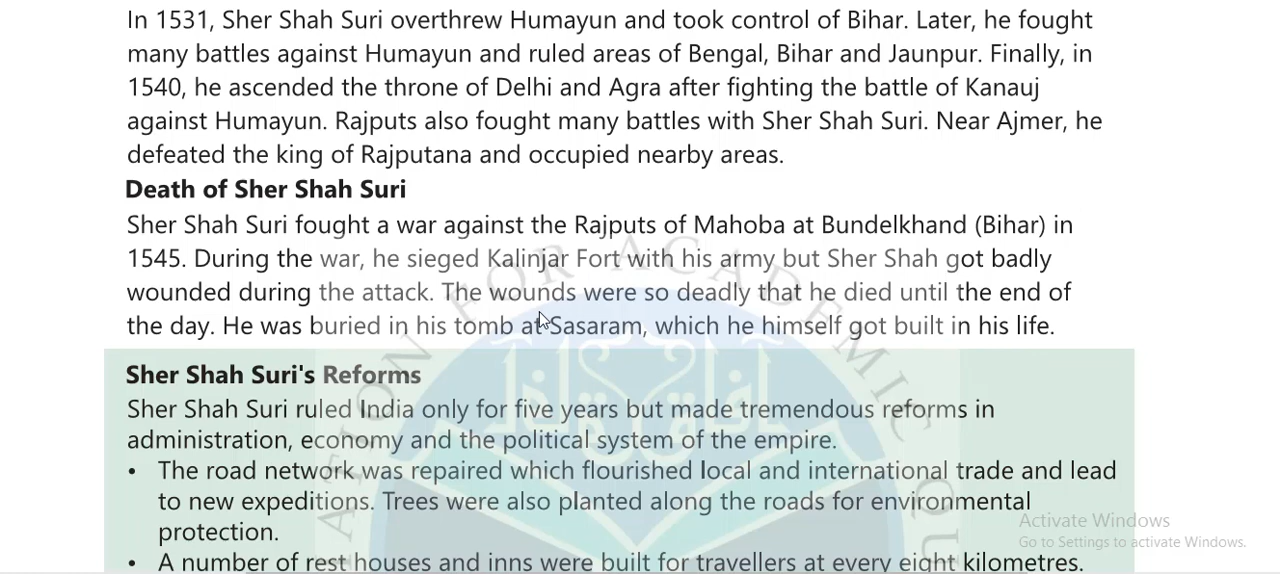 In 1531, Sher Shah Suri overthrew Humayun and took control of Bihar. Later, he fought
many battles against Humayun and ruled areas of Bengal, Bihar and Jaunpur. Finally, in
1540, he ascended the throne of Delhi and Agra after fighting the battle of Kanauj
against Humayun. Rajputs also fought many battles with Sher Shah Suri. Near Ajmer, he
defeated the king of Rajputana and occupied nearby areas.
Death of Sher Shah Suri
Sher Shah Suri fought a war against the Rajputs of Mahoba at Bundelkhand (Bihar) in
1545. During the war, he sieged Kalinjar Fort with his army but Sher Shah got badly
wounded during the attack. The wounds were so deadly that he died until the end of
the day. He was buried in his tomb at Sasaram, which he himself got built in his life.
Sher Shah Suri's Reforms
Sher Shah Suri ruled India only for five years but made tremendous reforms in
administration, economy and the political system of the empire.
• The road network was repaired which flourished local and international trade and lead
to new expeditions. Trees were also planted along the roads for environmental
protection.
• A number of rest houses and inns were built for travellers at every eight kilometres.
FOR ACADEMIC
Activate Windows
Go to Settings to activate Windows.